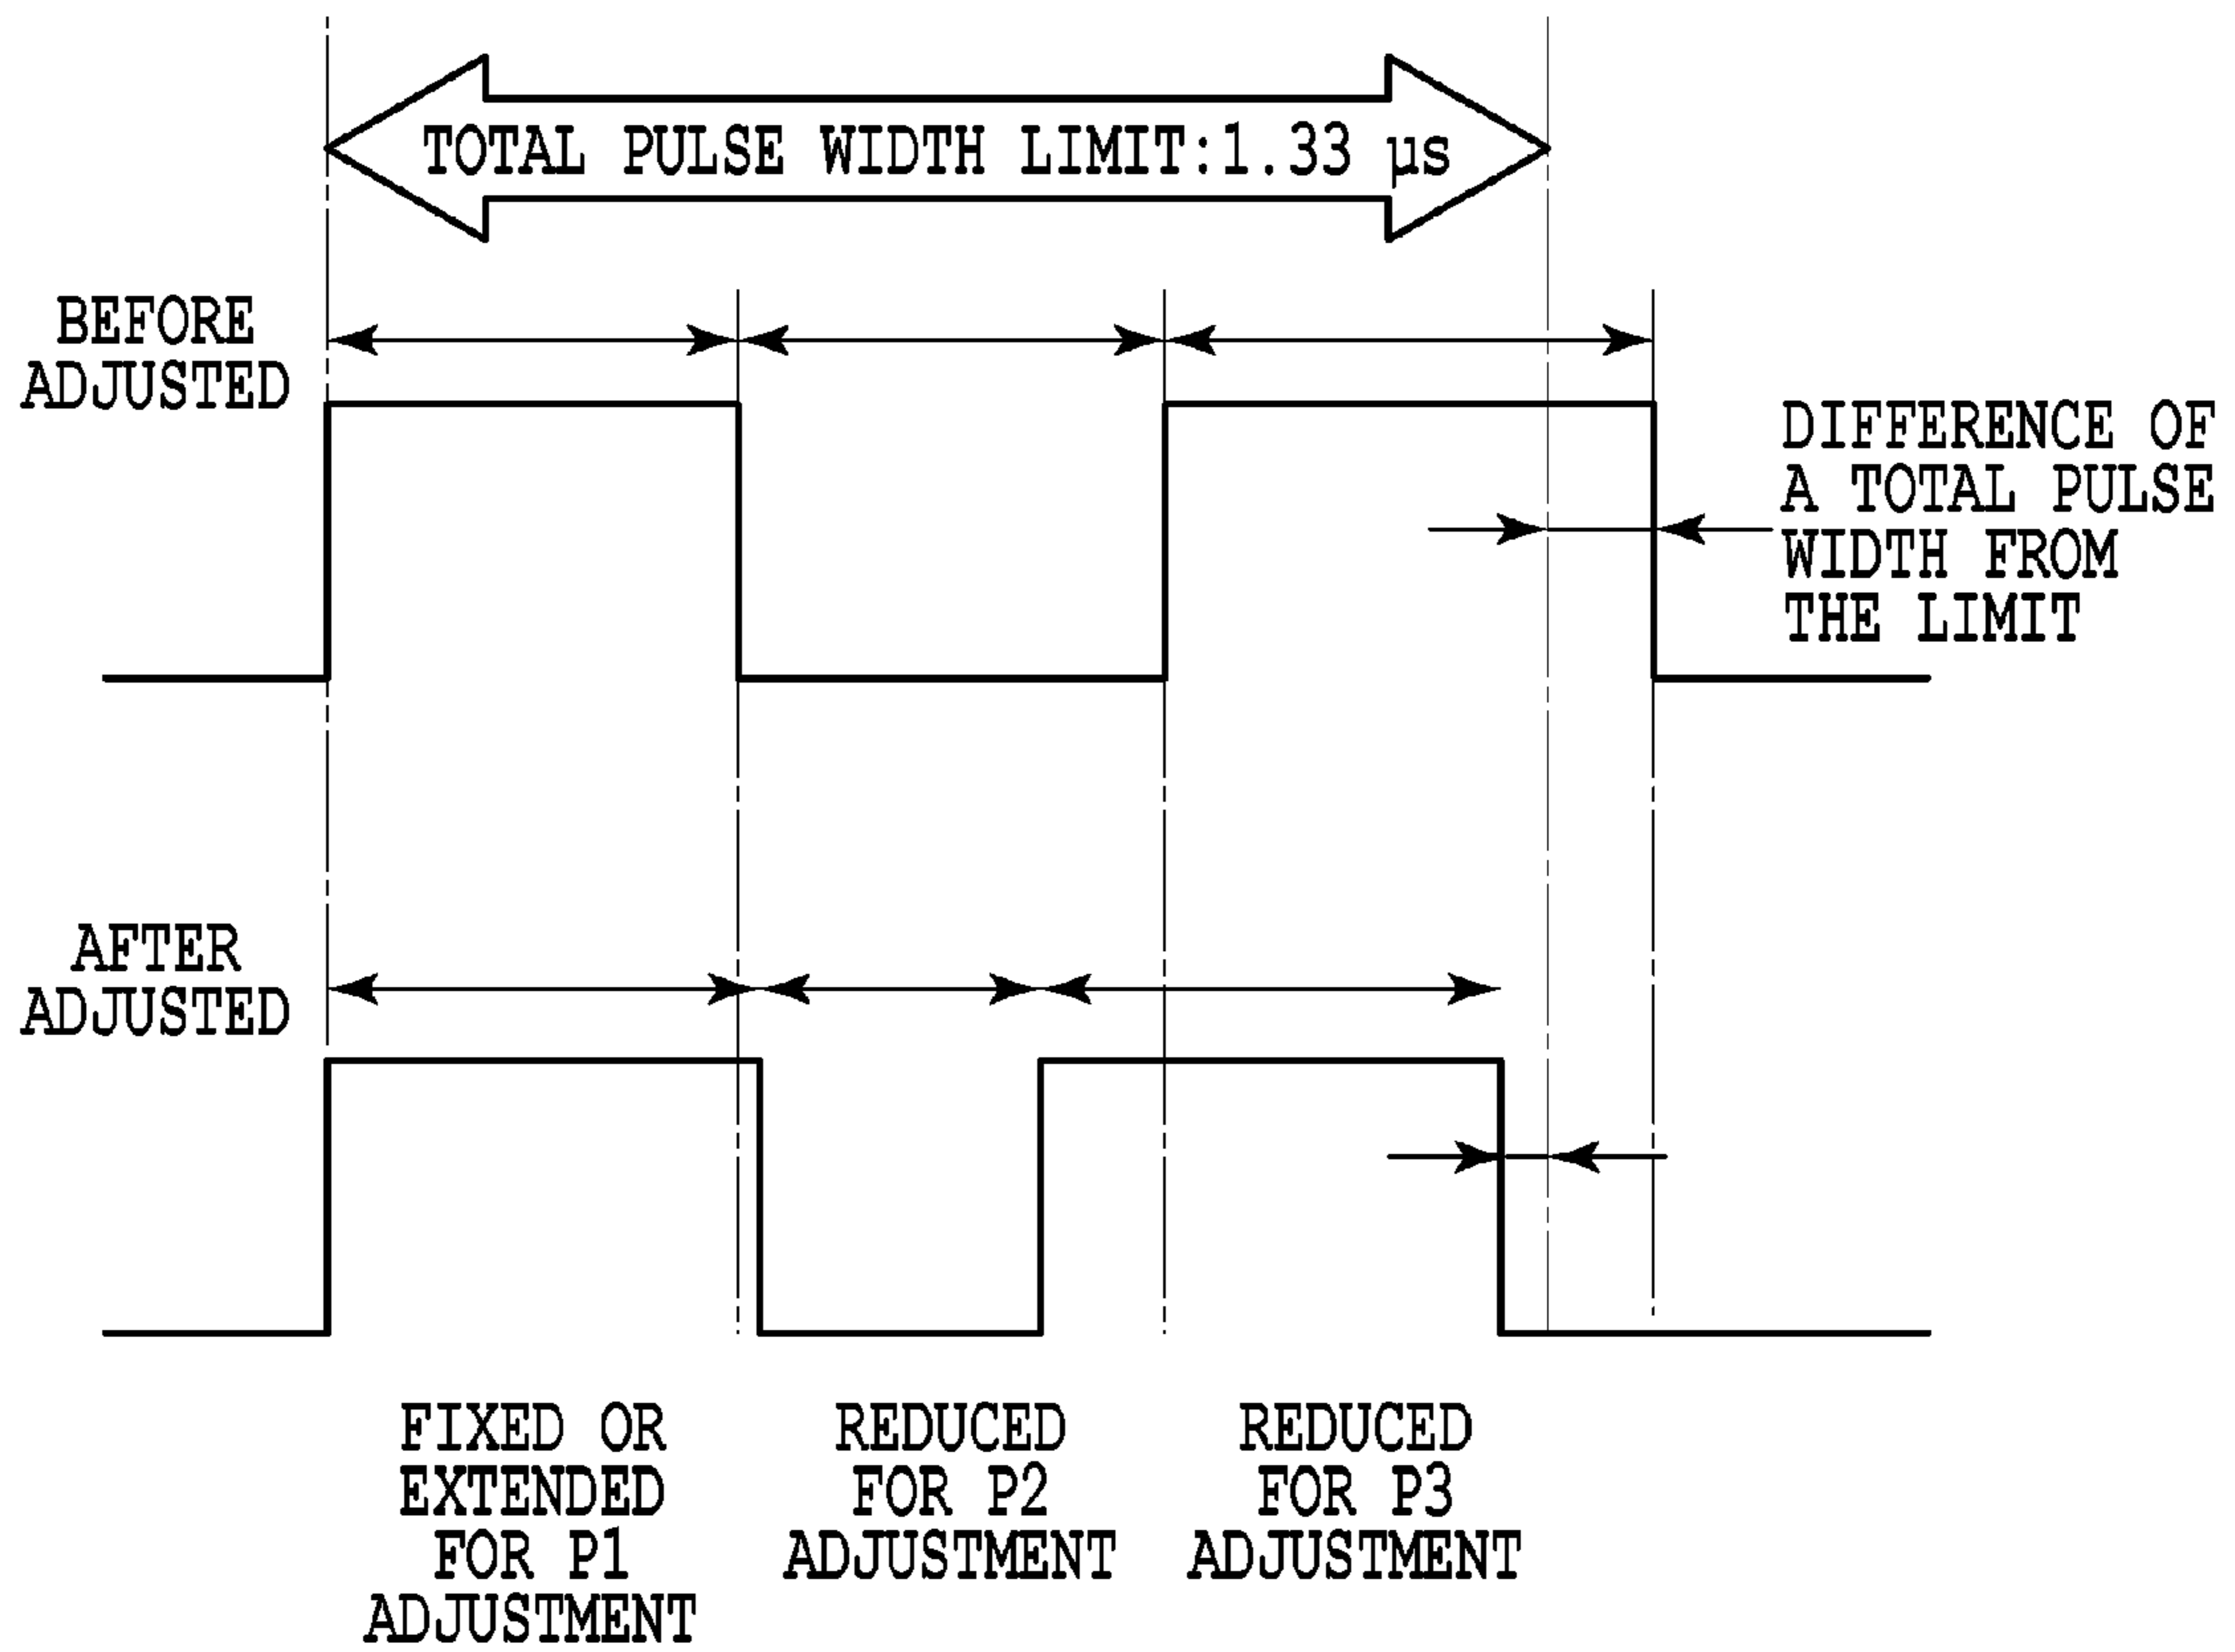 TOTAL PULSE WIDTH LIMIT:1.33 µs
BEFORE
ADJUSTED
DIFFERENCE OF
A TOTAL PULSE
WIDTH FROM
THE LIMIT
AFTER
ADJUSTED
FIXED OR
EXTENDED
FOR P1
ADJUSTMENT
REDUCED
FOR P2
ADJUSTMENT
REDUCED
FOR P3
ADJUSTMENT